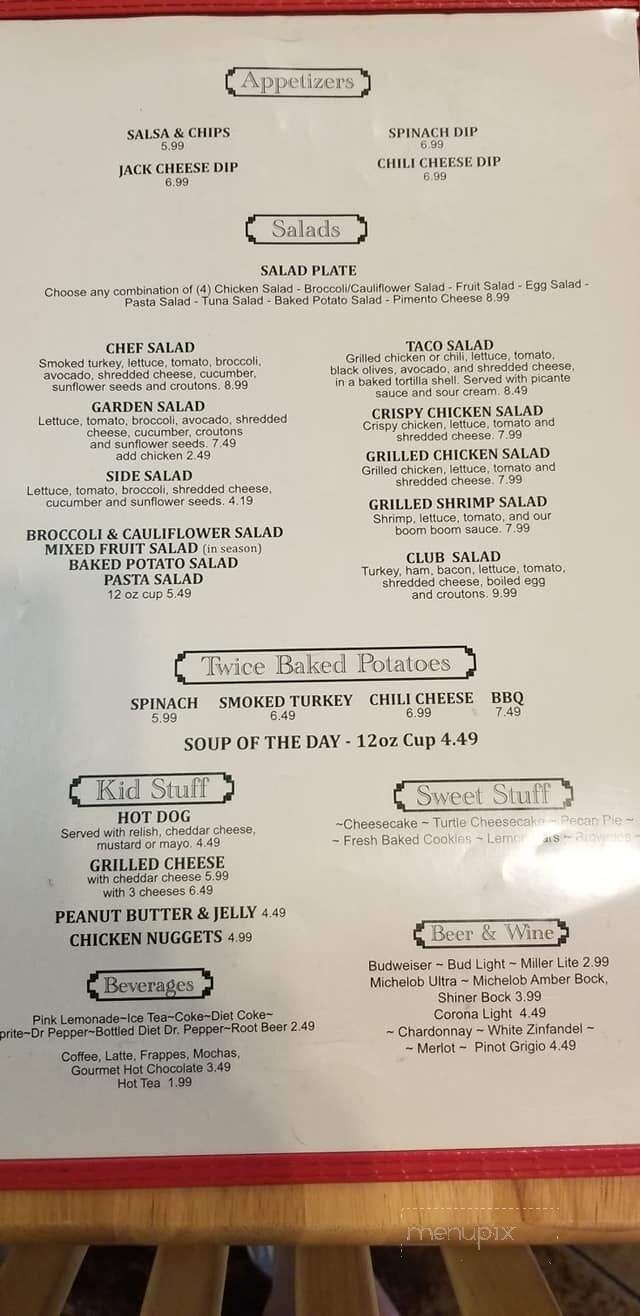 Appetizers
SALSA & CHIPS
5.99
JACK CHEESE DIP
6.99
SPINACH DIP
6.99
CHILI CHEESE DIP
6.99
Salads
SALAD PLATE
Choose any combination of (4) Chicken Salad - Broccoli/Cauliflower Salad - Fruit Salad - Egg Salad -
Pasta Salad - Tuna Salad - Baked Potato Salad - Pimento Cheese 8.99
CHEF SALAD
Smoked turkey, lettuce, tomato, broccoli,
avocado, shredded cheese, cucumber,
sunflower seeds and croutons. 8.99
GARDEN SALAD
Lettuce, tomato, broccoli, avocado, shredded
cheese, cucumber, croutons
and sunflower seeds. 7.49
add chicken 2.49
SIDE SALAD
Lettuce, tomato, broccoli, shredded cheese,
cucumber and sunflower seeds. 4.19
BROCCOLI & CAULIFLOWER SALAD
MIXED FRUIT SALAD (in season)
BAKED POTATO SALAD
PASTA SALAD
12 oz cup 5.49
TACO SALAD
Grilled chicken or chili, lettuce, tomato,
black olives, avocado, and shredded cheese,
in a baked tortilla shell. Served with picante
sauce and sour cream. 8.49
CRISPY CHICKEN SALAD
Crispy chicken, lettuce, tomato and
shredded cheese. 7.99
GRILLED CHICKEN SALAD
Grilled chicken, lettuce, tomato and
shredded cheese. 7.99
GRILLED SHRIMP SALAD
Shrimp, lettuce, tomato, and our
boom boom sauce. 7.99
CLUB SALAD
Turkey, ham, bacon, lettuce, tomato,
shredded cheese, boiled egg
and croutons. 9.99
Twice Baked Potatoes
SPINACH SMOKED TURKEY CHILI CHEESE BBQ
5.99 6.49 6.99 7.49
SOUP OF THE DAY - 12oz Cup 4.49
Kid Stuff
HOT DOG
Served with relish, cheddar cheese,
mustard or mayo. 4.49
GRILLED CHEESE
with cheddar cheese 5.99
with 3 cheeses 6.49
PEANUT BUTTER & JELLY 4.49
CHICKEN NUGGETS 4.99
Beverages
Pink Lemonade~Ice Tea~Coke~Diet Coke~
prite~Dr Pepper~Bottled Diet Dr. Pepper~Root Beer 2.49
Coffee, Latte, Frappes, Mochas,
Gourmet Hot Chocolate 3.49
Hot Tea 1.99
Sweet Stuff
~Cheesecake ~ Turtle Cheesecake ~ Pecan Pie ~
~ Fresh Baked Cookies ~ ~ Brownies ~
Beer & Wine
Budweiser ~ Bud Light ~ Miller Lite 2.99
Michelob Ultra ~ Michelob Amber Bock,
Shiner Bock 3.99
Corona Light 4.49
~ Chardonnay ~ White Zinfandel ~
~ Merlot ~ Pinot Grigio 4.49
menupix